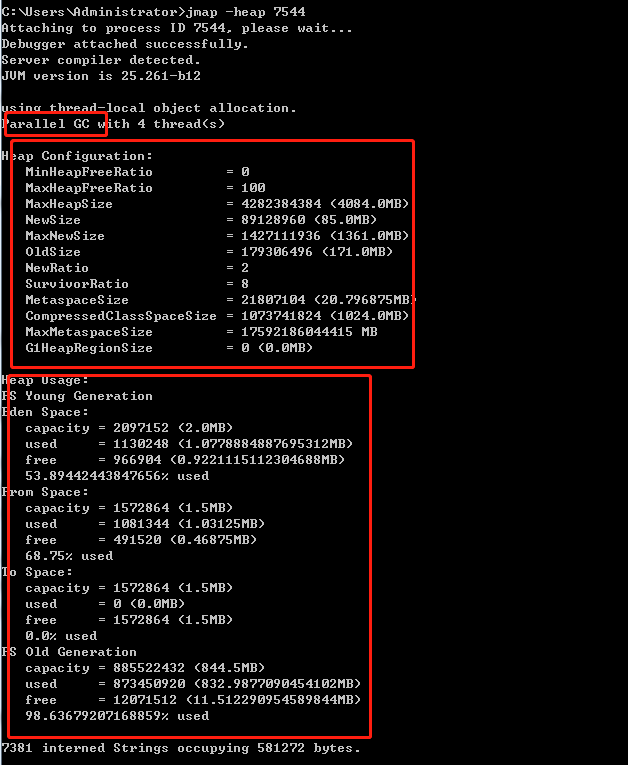 C:\Users\Administrator>jmap -heap 7544
Attaching to process ID 7544, please wait...
Debugger attached successfully.
Server compiler detected.
JVM version is 25.261-b12
using thread-local object allocation.
Parallel GC with 4 thread(s)
Heap Configuration:
MinHeapFreeRatio = 0
MaxHeapFreeRatio = 100
MaxHeapSize = 4282384384 (4084.0MB)
NewSize = 89128960 (85.0MB)
MaxNewSize = 1427111936 (1361.0MB)
OldSize = 179306496 (171.0MB)
NewRatio = 2
SurvivorRatio = 8
MetaspaceSize = 21807104 (20.796875MB)
CompressedClassSpaceSize = 1073741824 (1024.0MB)
MaxMetaspaceSize = 17592186044415 MB
G1HeapRegionSize = 0 (0.0MB)
Heap Usage:
PS Young Generation
Eden Space:
capacity = 2097152 (2.0MB)
used = 1130248 (1.0778884887695312MB)
free = 966904 (0.9221115112304688MB)
53.89442443847656% used
From Space:
capacity = 1572864 (1.5MB)
used = 1081344 (1.03125MB)
free = 491520 (0.46875MB)
68.75% used
To Space:
capacity = 1572864 (1.5MB)
used = 0 (0.0MB)
free = 1572864 (1.5MB)
0.0% used
PS Old Generation
capacity = 885522432 (844.5MB)
used = 873450920 (832.9877090454102MB)
free = 12071512 (11.512290954589844MB)
98.63679207168859% used
7381 interned Strings occupying 581272 bytes.